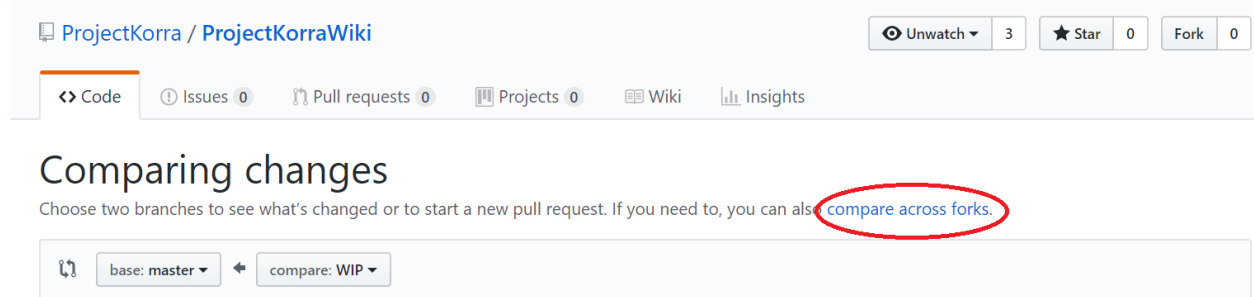 ProjectKorra / ProjectKorraWiki
Unwatch 3 Star 0 Fork 0
Code Issues 0 Pull requests 0 Projects 0 Wiki Insights
Comparing changes
Choose two branches to see what's changed or to start a new pull request. If you need to, you can also compare across forks.
base: master compare: WIP